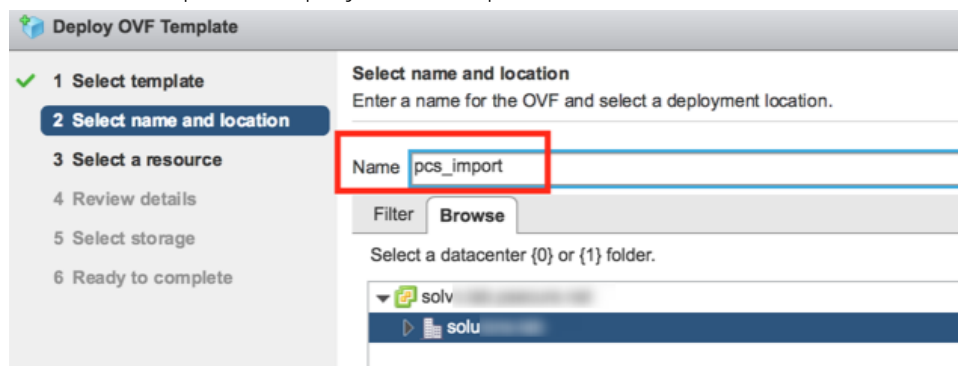 Deploy OVF Template
1 Select template
2 Select name and location
3 Select a resource
4 Review details
5 Select storage
6 Ready to complete
Select name and location
Enter a name for the OVF and select a deployment location.
Name pcs_import
Filter Browse
Select a datacenter {0} or {1} folder.
solv
solu